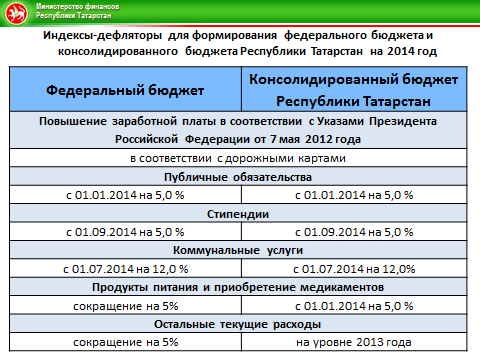 Министерство финансов
Республики Татарстан
Индексы-дефляторы для формирования федерального бюджета и
консолидированного бюджета Республики Татарстан на 2014 год
Федеральный бюджет
Консолидированный бюджет
Республики Татарстан
Повышение заработной платы в соответствии с Указами Президента
Российской Федерации от 7 мая 2012 года
в соответствии с дорожными картами
Публичные обязательства
с 01.01.2014 на 5,0 %
с 01.01.2014 на 5,0 %
Стипендии
с 01.09.2014 на 5,0 %
с 01.09.2014 на 5,0 %
Коммунальные услуги
с 01.07.2014 на 12,0 %
с 01.07.2014 на 12,0%
Продукты питания и приобретение медикаментов
сокращение на 5%
с 01.01.2014 на 5,0 %
Остальные текущие расходы
сокращение на 5%
на уровне 2013 года